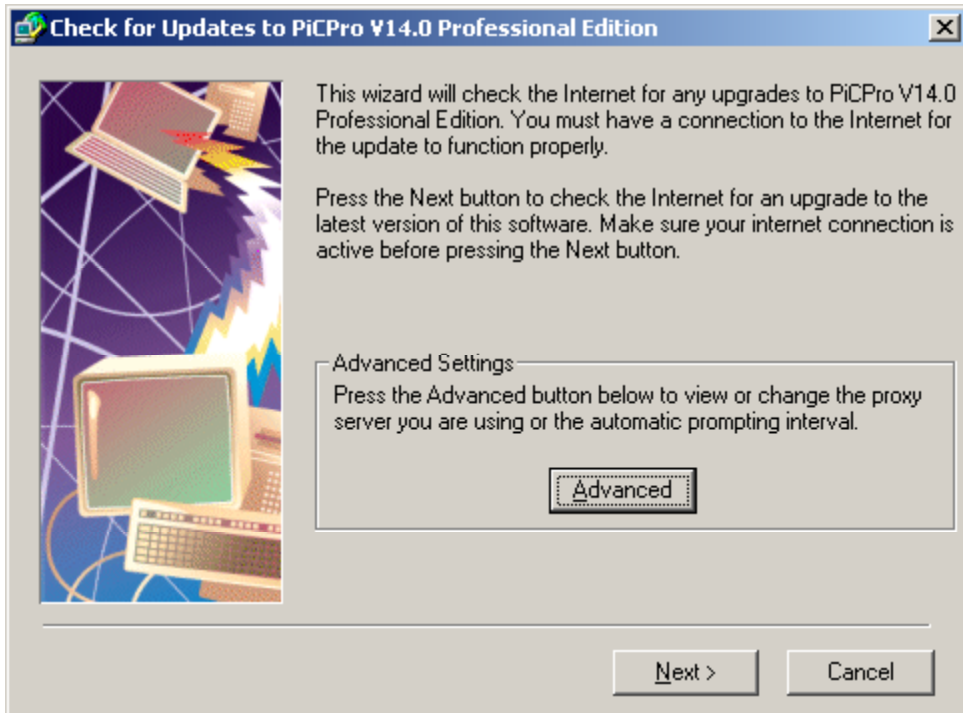 Check for Updates to PiCPro V14.0 Professional Edition
This wizard will check the Internet for any upgrades to PiCPro V14.0
Professional Edition. You must have a connection to the Internet for
the update to function properly.
Press the Next button to check the Internet for an upgrade to the
latest version of this software. Make sure your internet connection is
active before pressing the Next button.
Advanced Settings
Press the Advanced button below to view or change the proxy
server you are using or the automatic prompting interval.
Advanced
Next >
Cancel